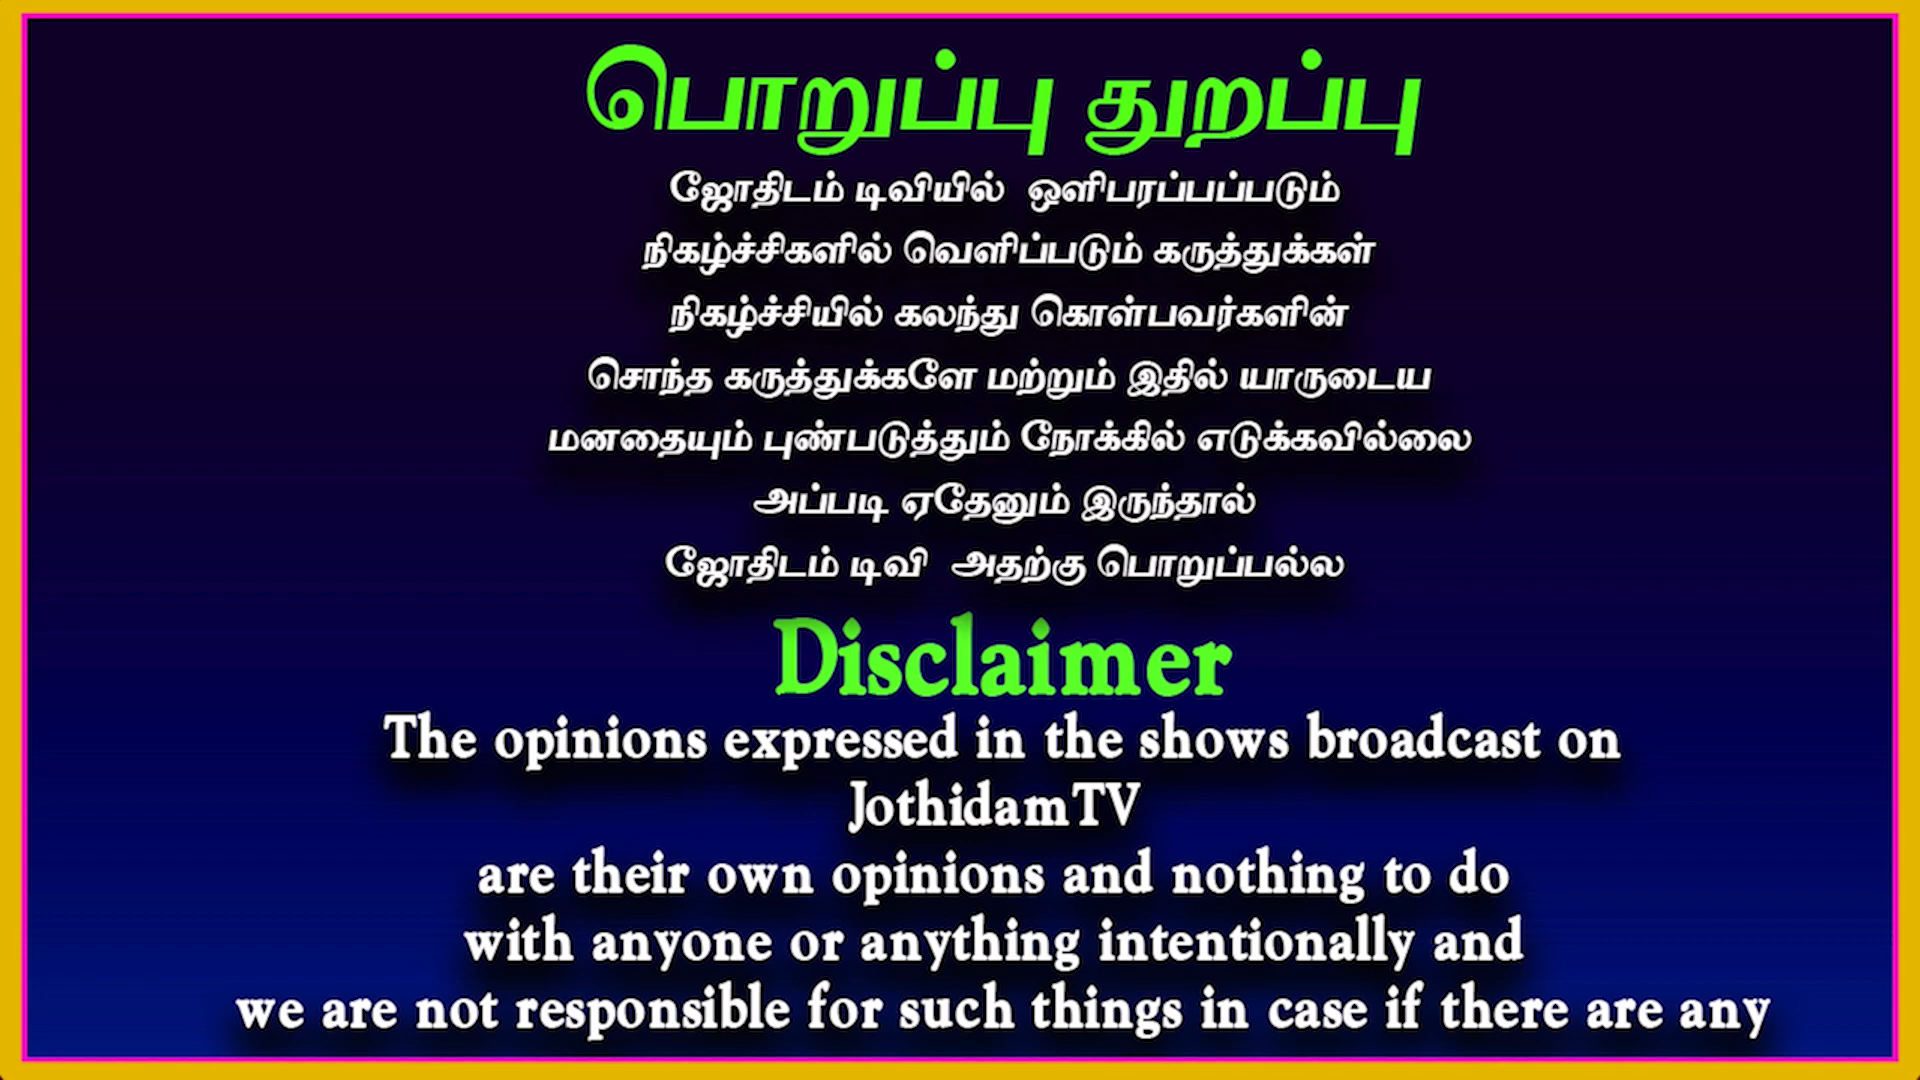 பொறுப்பு துறப்பு
ஜோதிடம் டிவியில் ஒளிபரப்பப்படும்
நிகழ்ச்சிகளில் வெளிப்படும் கருத்துக்கள்
நிகழ்ச்சியில் கலந்து கொள்பவர்களின்
சொந்த கருத்துக்களே மற்றும் இதில் யாருடைய
மனதையும் புண்படுத்தும் நோக்கில் எடுக்கவில்லை
அப்படி ஏதேனும் இருந்தால்
ஜோதிடம் டிவி அதற்கு பொறுப்பல்ல
Disclaimer
The opinions expressed in the shows broadcast on
JothidamTV
are their own opinions and nothing to do
with anyone or anything intentionally and
we are not responsible for such things in case if there are any